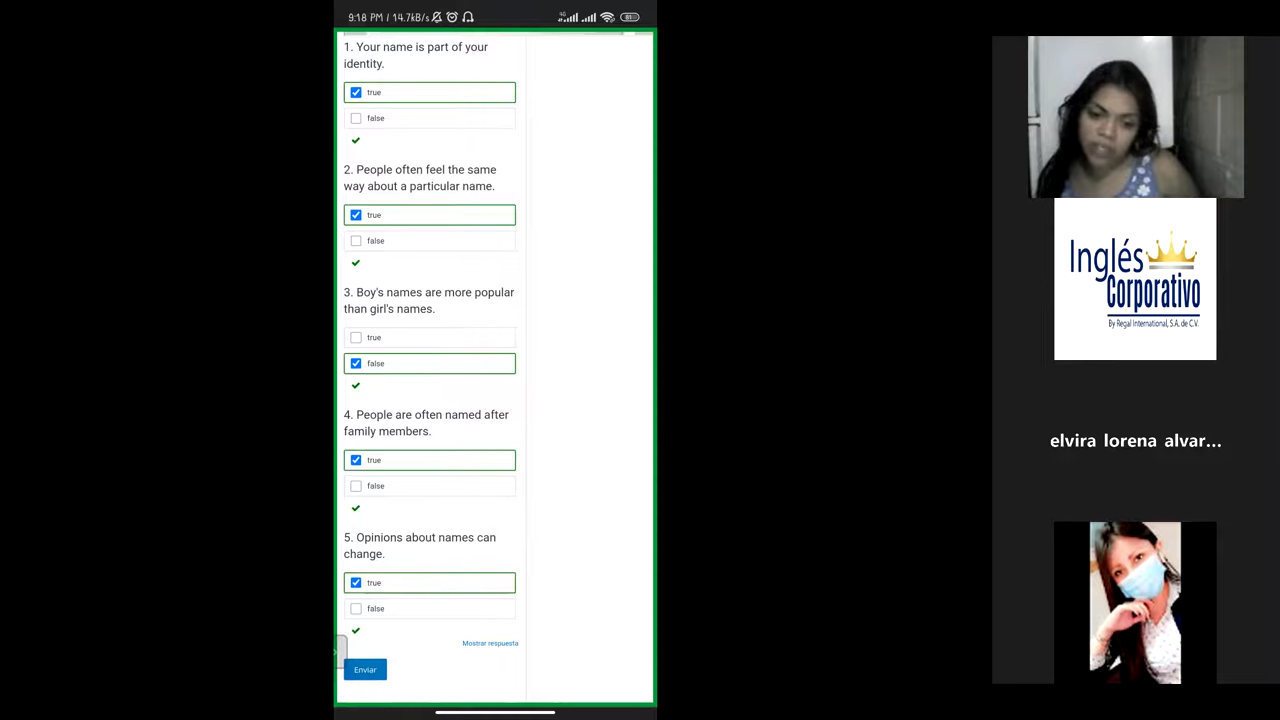 9:18 PM / 14.7kB/s
4G
81
1. Your name is part of your
identity.
true
false
2. People often feel the same
way about a particular name.
true
false
3. Boy's names are more popular
than girl's names.
true
false
4. People are often named after
family members.
true
false
5. Opinions about names can
change.
true
false
Mostrar respuesta
Enviar
Inglés
Corporativo
By Regal International, S.A. de C.V.
elvira lorena alvar...